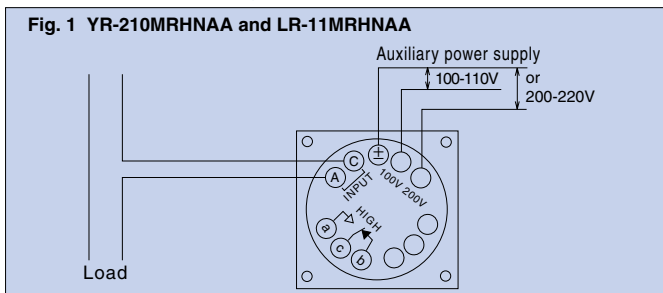 Fig. 1 YR-210MRHNAA and LR-11MRHNAA
Auxiliary power supply
100-110V
or
200-220V
±
C
A
INPUT
100V 200V
HIGH
a
c
b
Load